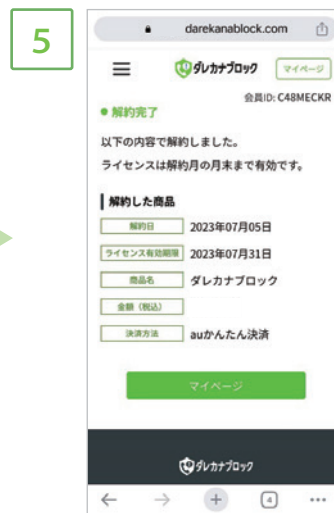 5
darekanablock.com
ダレカナブロック
マイページ
会員ID: C48MECKR
解約完了
以下の内容で解約しました。
ライセンスは解約月の月末まで有効です。
解約した商品
解約日 2023年07月05日
ライセンス有効期限 2023年07月31日
商品名 ダレカナブロック
金額（税込）
決済方法 auかんたん決済
マイページ
ダレカナブロック
4